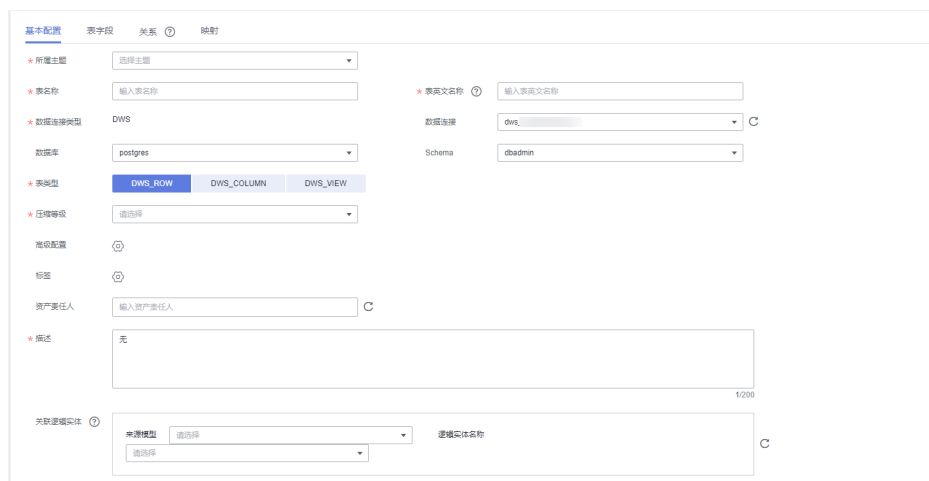 基本配置 表字段 关系 ? 映射
* 所属主题 选择主题
* 表名称 输入表名称 * 表英文名称 ? 输入表英文名称
* 数据连接类型 DWS 数据连接 dws_
数据库 postgres Schema dbadmin
* 表类型 DWS_ROW DWS_COLUMN DWS_VIEW
* 压缩等级 请选择
高级配置
标签
资产责任人 输入资产责任人
* 描述 无
1/200
关联逻辑实体 ?
来源模型 请选择 逻辑实体名称
请选择